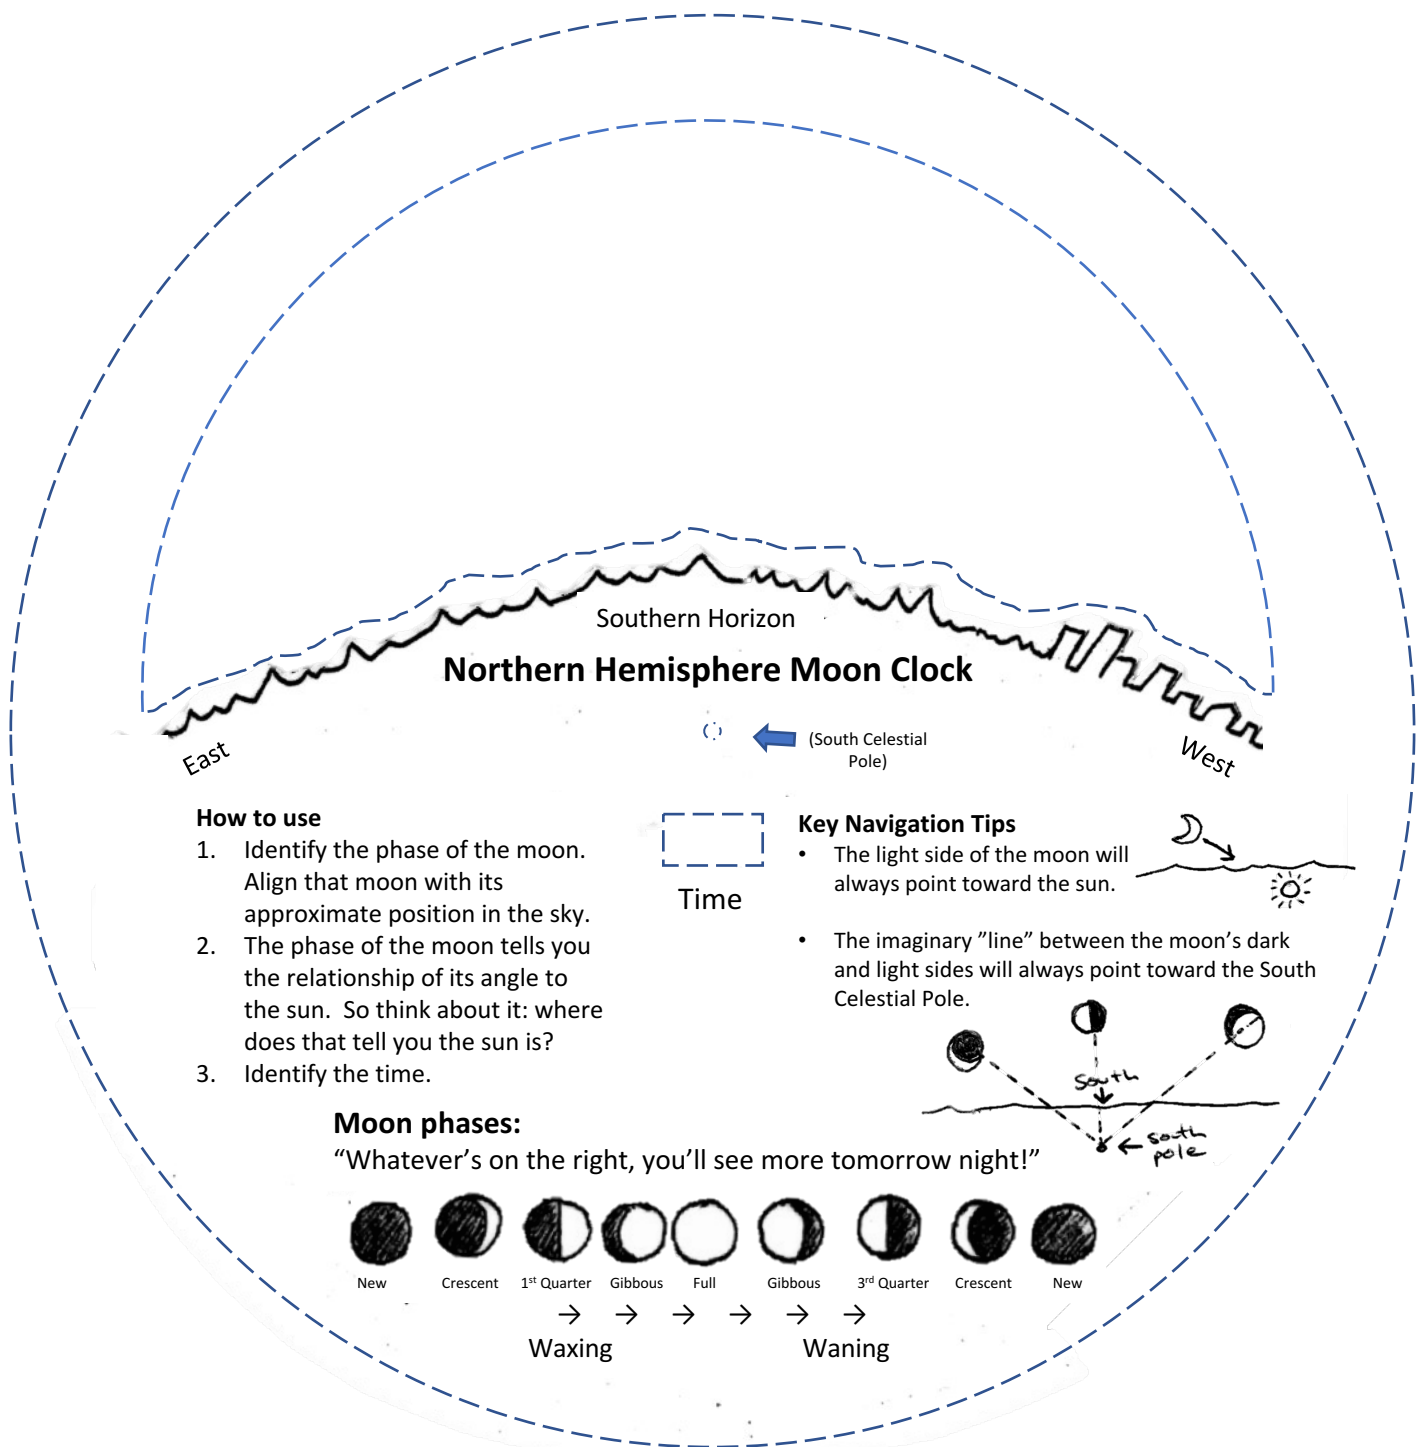 Southern Horizon
Northern Hemisphere Moon Clock
East
(South Celestial
Pole)
West
How to use
1. Identify the phase of the moon.
Align that moon with its
approximate position in the sky.
2. The phase of the moon tells you
the relationship of its angle to
the sun.  So think about it: where
does that tell you the sun is?
3. Identify the time.
Time
Key Navigation Tips
• The light side of the moon will
always point toward the sun.
• The imaginary ”line” between the moon’s dark
and light sides will always point toward the South
Celestial Pole.
South
south
pole
Moon phases:
“Whatever’s on the right, you’ll see more tomorrow night!”
New Crescent 1st Quarter Gibbous Full Gibbous 3rd Quarter Crescent New
→ → → → → →
Waxing Waning